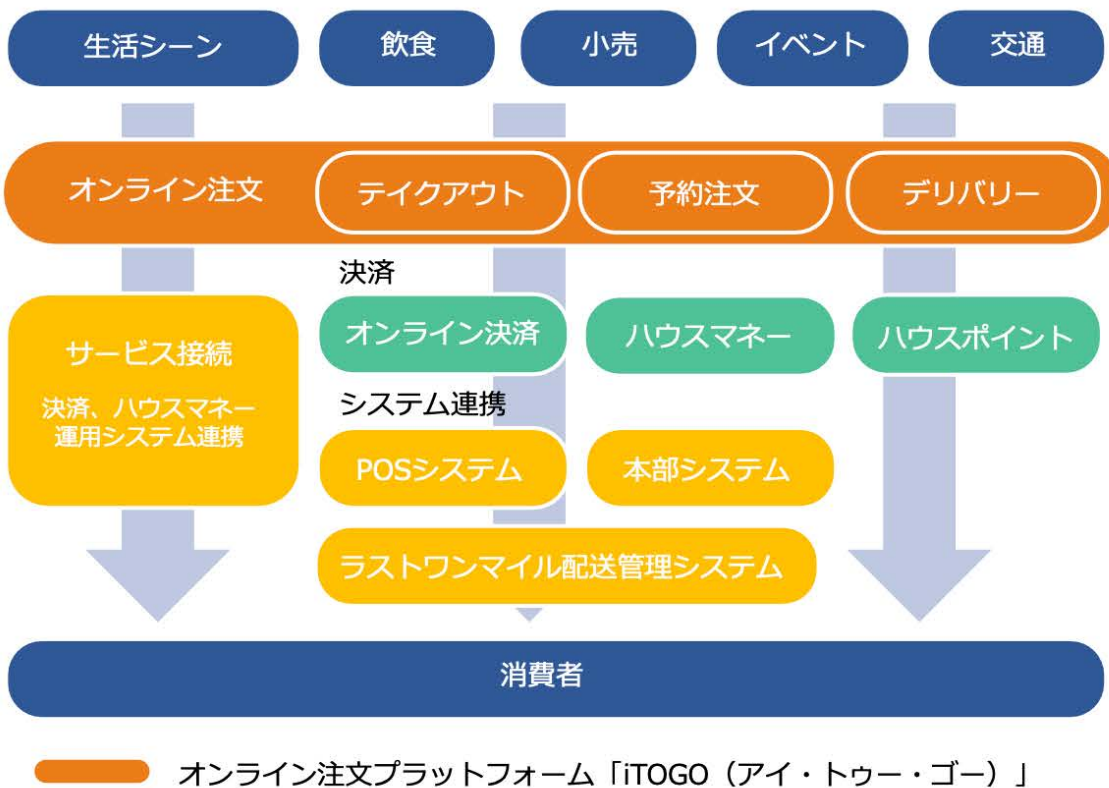 生活シーン
飲食
小売
イベント
交通
オンライン注文
テイクアウト
予約注文
デリバリー
決済
サービス接続
決済、ハウスマネー
運用システム連携
オンライン決済
ハウスマネー
ハウスポイント
システム連携
POSシステム
本部システム
ラストワンマイル配送管理システム
消費者
オンライン注文プラットフォーム「iTOGO（アイ・トゥー・ゴー）」